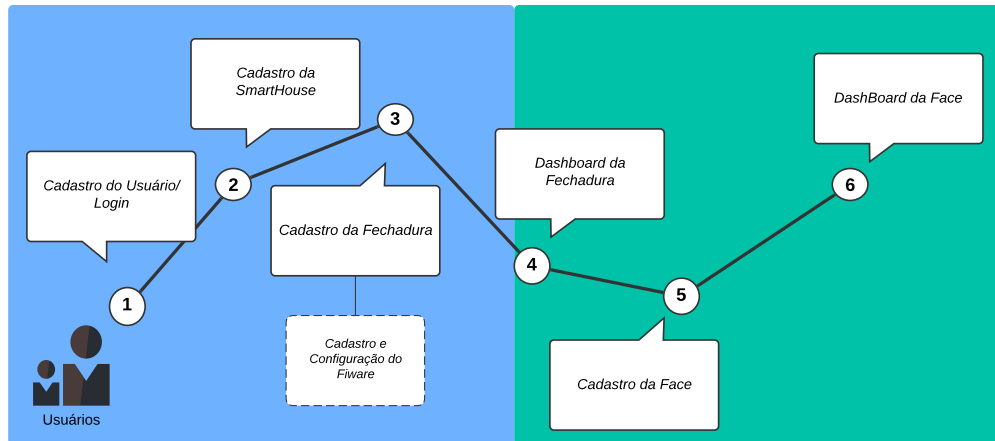 Cadastro da
SmartHouse
3
DashBoard da Face
Dashboard da
Fechadura
Cadastro do Usuário/
Login
2
6
Cadastro da Fechadura
4
1
5
Cadastro e
Configuração do
Fiware
Cadastro da Face
Usuários